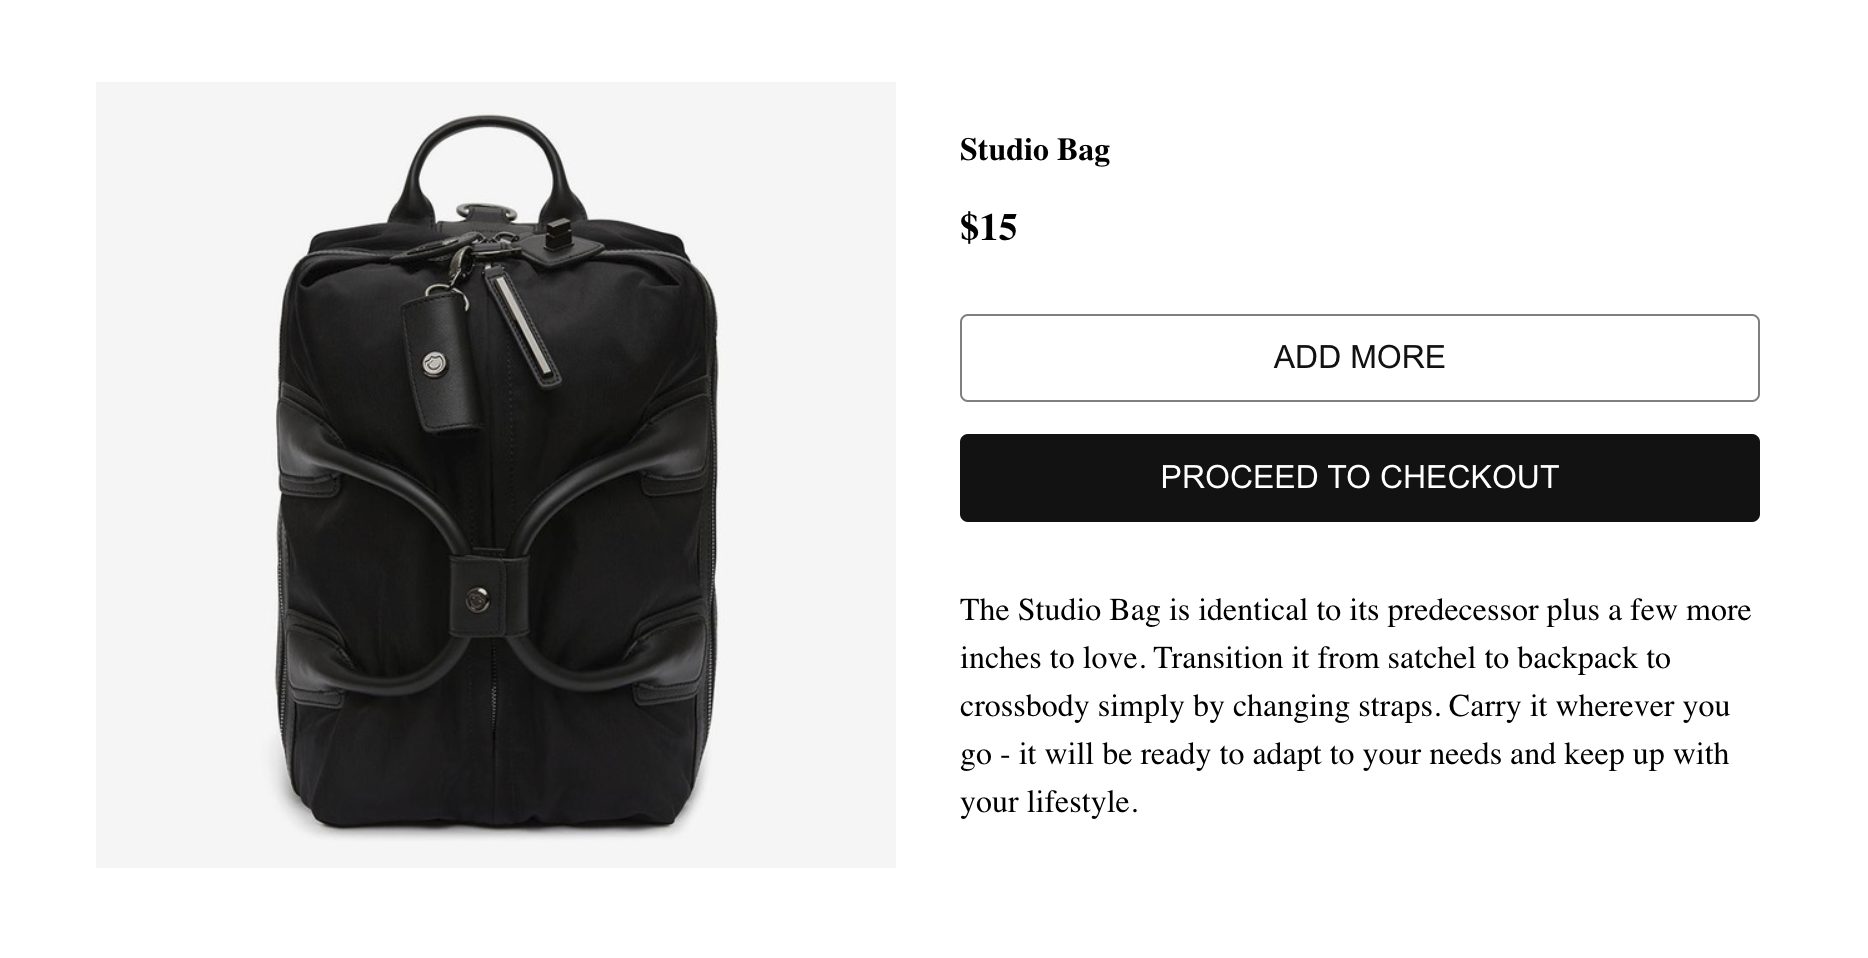 Studio Bag
$15
ADD MORE
PROCEED TO CHECKOUT
The Studio Bag is identical to its predecessor plus a few more
inches to love. Transition it from satchel to backpack to
crossbody simply by changing straps. Carry it wherever you
go - it will be ready to adapt to your needs and keep up with
your lifestyle.